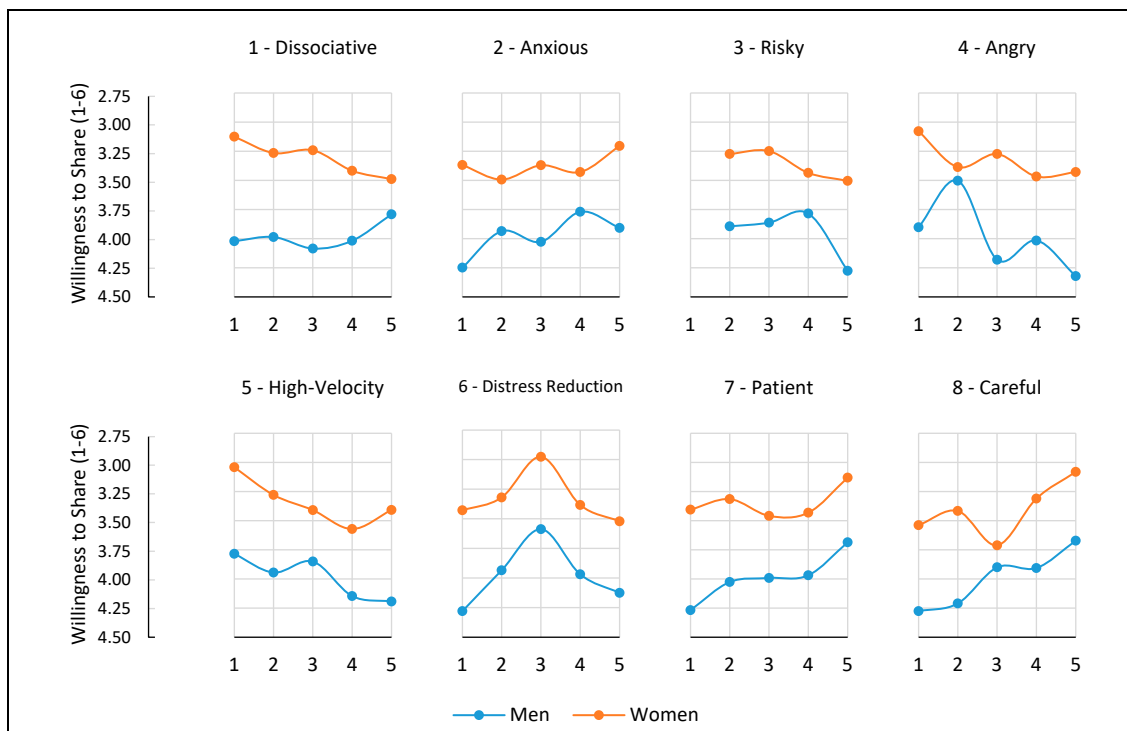 1 - Dissociative 2 - Anxious 3 - Risky 4 - Angry
Willingness to Share (1-6)
2.75
3.00
3.25
3.50
3.75
4.00
4.25
4.50
1 2 3 4 5 1 2 3 4 5 1 2 3 4 5 1 2 3 4 5
5 - High-Velocity 6 - Distress Reduction 7 - Patient 8 - Careful
Willingness to Share (1-6)
2.75
3.00
3.25
3.50
3.75
4.00
4.25
4.50
1 2 3 4 5 1 2 3 4 5 1 2 3 4 5 1 2 3 4 5
Men Women